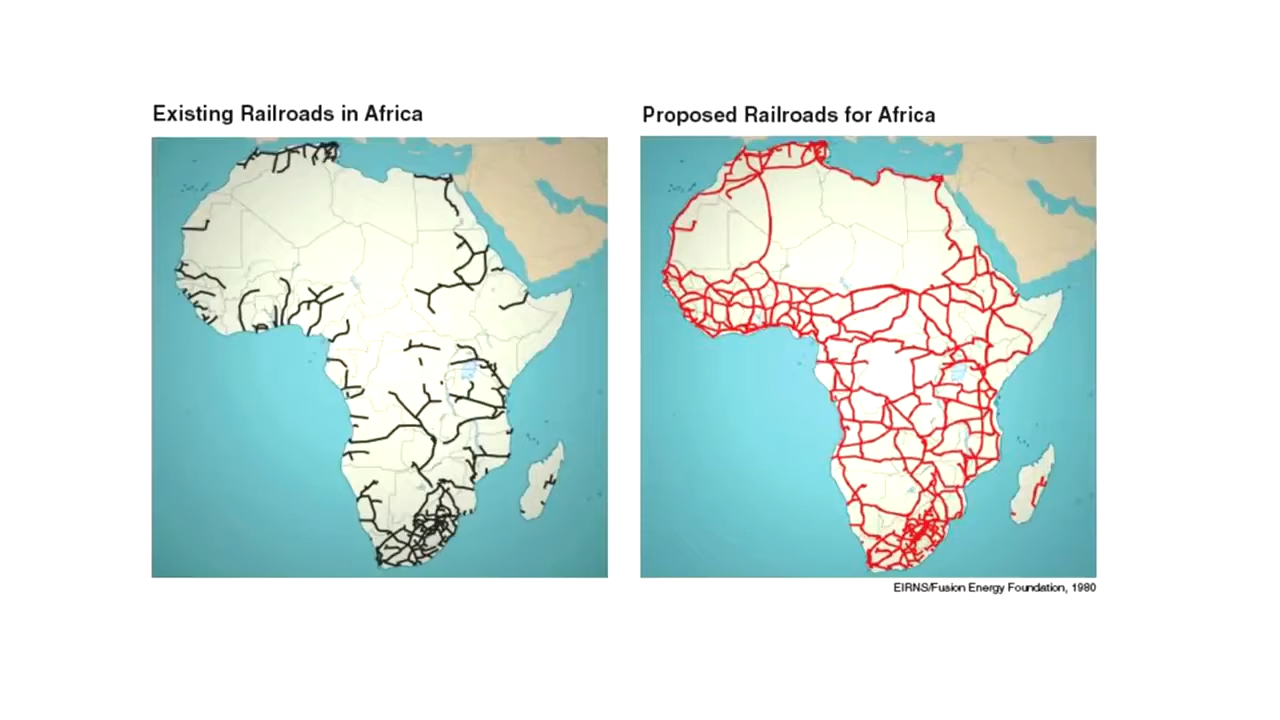 Existing Railroads in Africa
Proposed Railroads for Africa
EIRNS/Fusion Energy Foundation, 1980